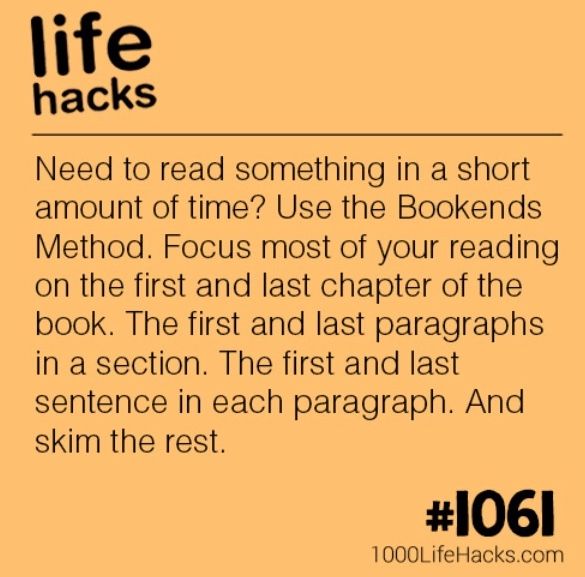 life
hacks
Need to read something in a short
amount of time? Use the Bookends
Method. Focus most of your reading
on the first and last chapter of the
book. The first and last paragraphs
in a section. The first and last
sentence in each paragraph. And
skim the rest.
#1061
1000LifeHacks.com